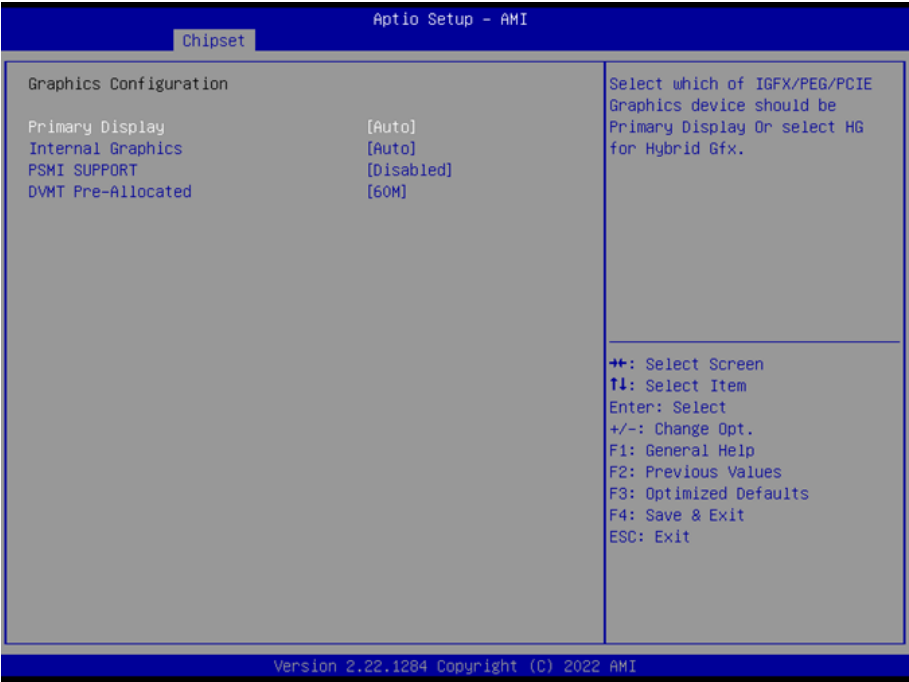 Aptio Setup – AMI
Chipset
Graphics Configuration
Primary Display [Auto]
Internal Graphics [Auto]
PSMI SUPPORT [Disabled]
DVMT Pre-Allocated [60M]
Select which of IGFX/PEG/PCIE
Graphics device should be
Primary Display Or select HG
for Hybrid Gfx.
→←: Select Screen
↑↓: Select Item
Enter: Select
+/-: Change Opt.
F1: General Help
F2: Previous Values
F3: Optimized Defaults
F4: Save & Exit
ESC: Exit
Version 2.22.1284 Copyright (C) 2022 AMI